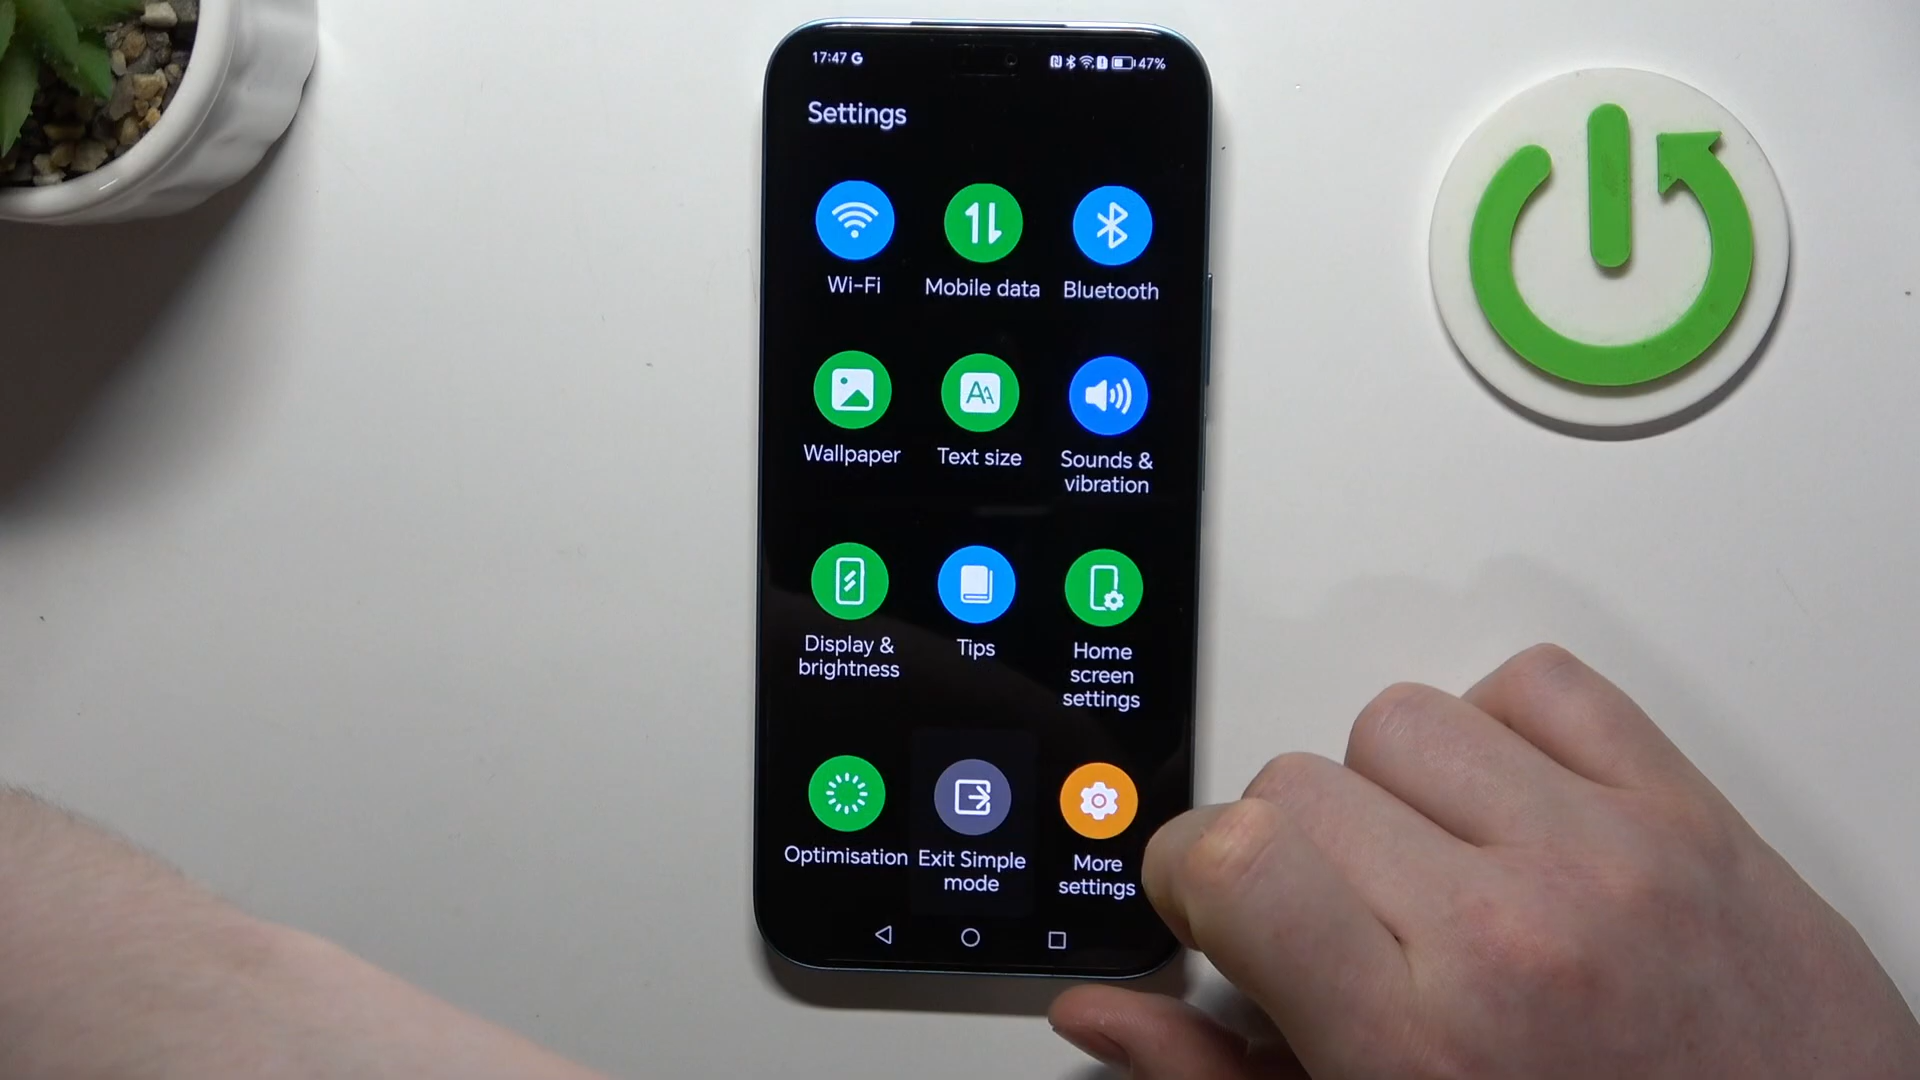 17:47 G
47%
Settings
Wi-Fi
Mobile data
Bluetooth
Wallpaper
Text size
Sounds &
vibration
Display &
brightness
Tips
Home
screen
settings
Optimisation
Exit Simple
mode
More
settings